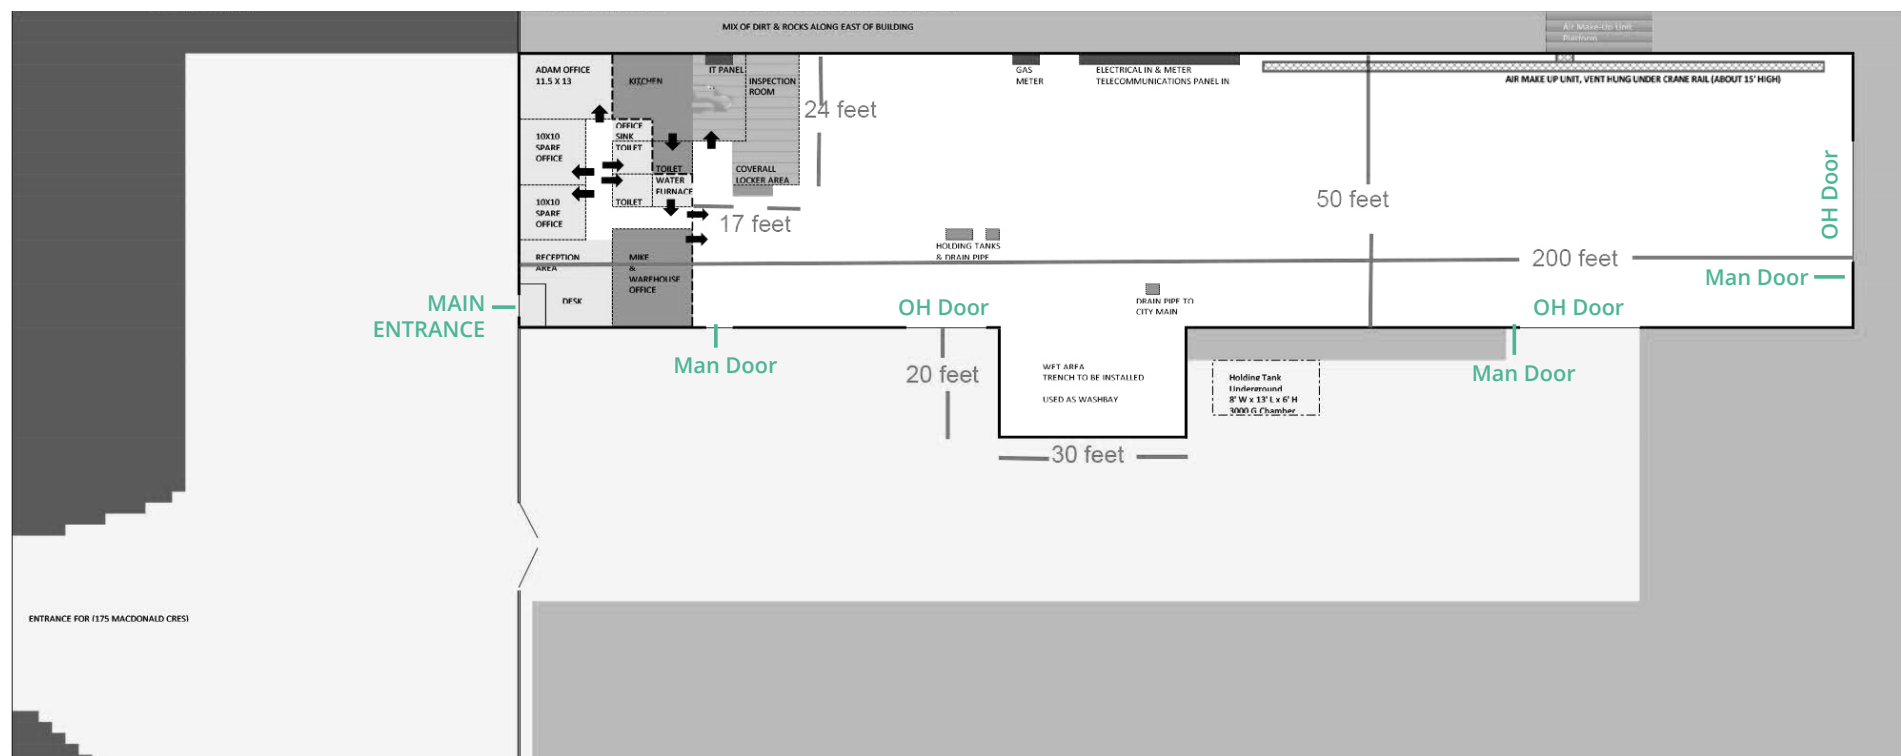 MIX OF DIRT & ROCKS ALONG EAST OF BUILDING
Air Make-Up Unit
Platform
ADAM OFFICE
11.5 X 13
KITCHEN
IT PANEL
INSPECTION
ROOM
24 feet
GAS
METER
ELECTRICAL IN & METER
TELECOMMUNICATIONS PANEL IN
AIR MAKE UP UNIT, VENT HUNG UNDER CRANE RAIL (ABOUT 15' HIGH)
OFFICE
SINK
10X10
SPARE
OFFICE
TOILET
TOILET
WATER
FURNACE
COVERALL
LOCKER AREA
10X10
SPARE
OFFICE
TOILET
17 feet
50 feet
OH Door
HOLDING TANKS
& DRAIN PIPE
200 feet
RECEPTION
AREA
MIKE
&
WAREHOUSE
OFFICE
DESK
Man Door
DRAIN PIPE TO
CITY MAIN
MAIN
ENTRANCE
OH Door
OH Door
Man Door
20 feet
WET AREA
TRENCH TO BE INSTALLED
USED AS WASHBAY
Holding Tank
Underground
8' W x 13' L x 6' H
3000 G Chamber
Man Door
30 feet
ENTRANCE FOR (175 MACDONALD CRES)